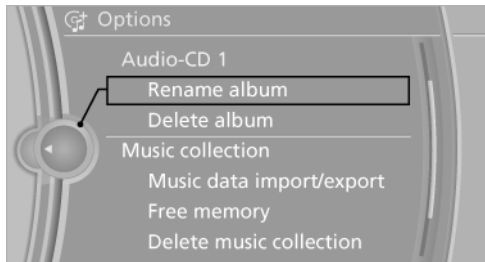 Options
Audio-CD 1
Rename album
Delete album
Music collection
Music data import/export
Free memory
Delete music collection